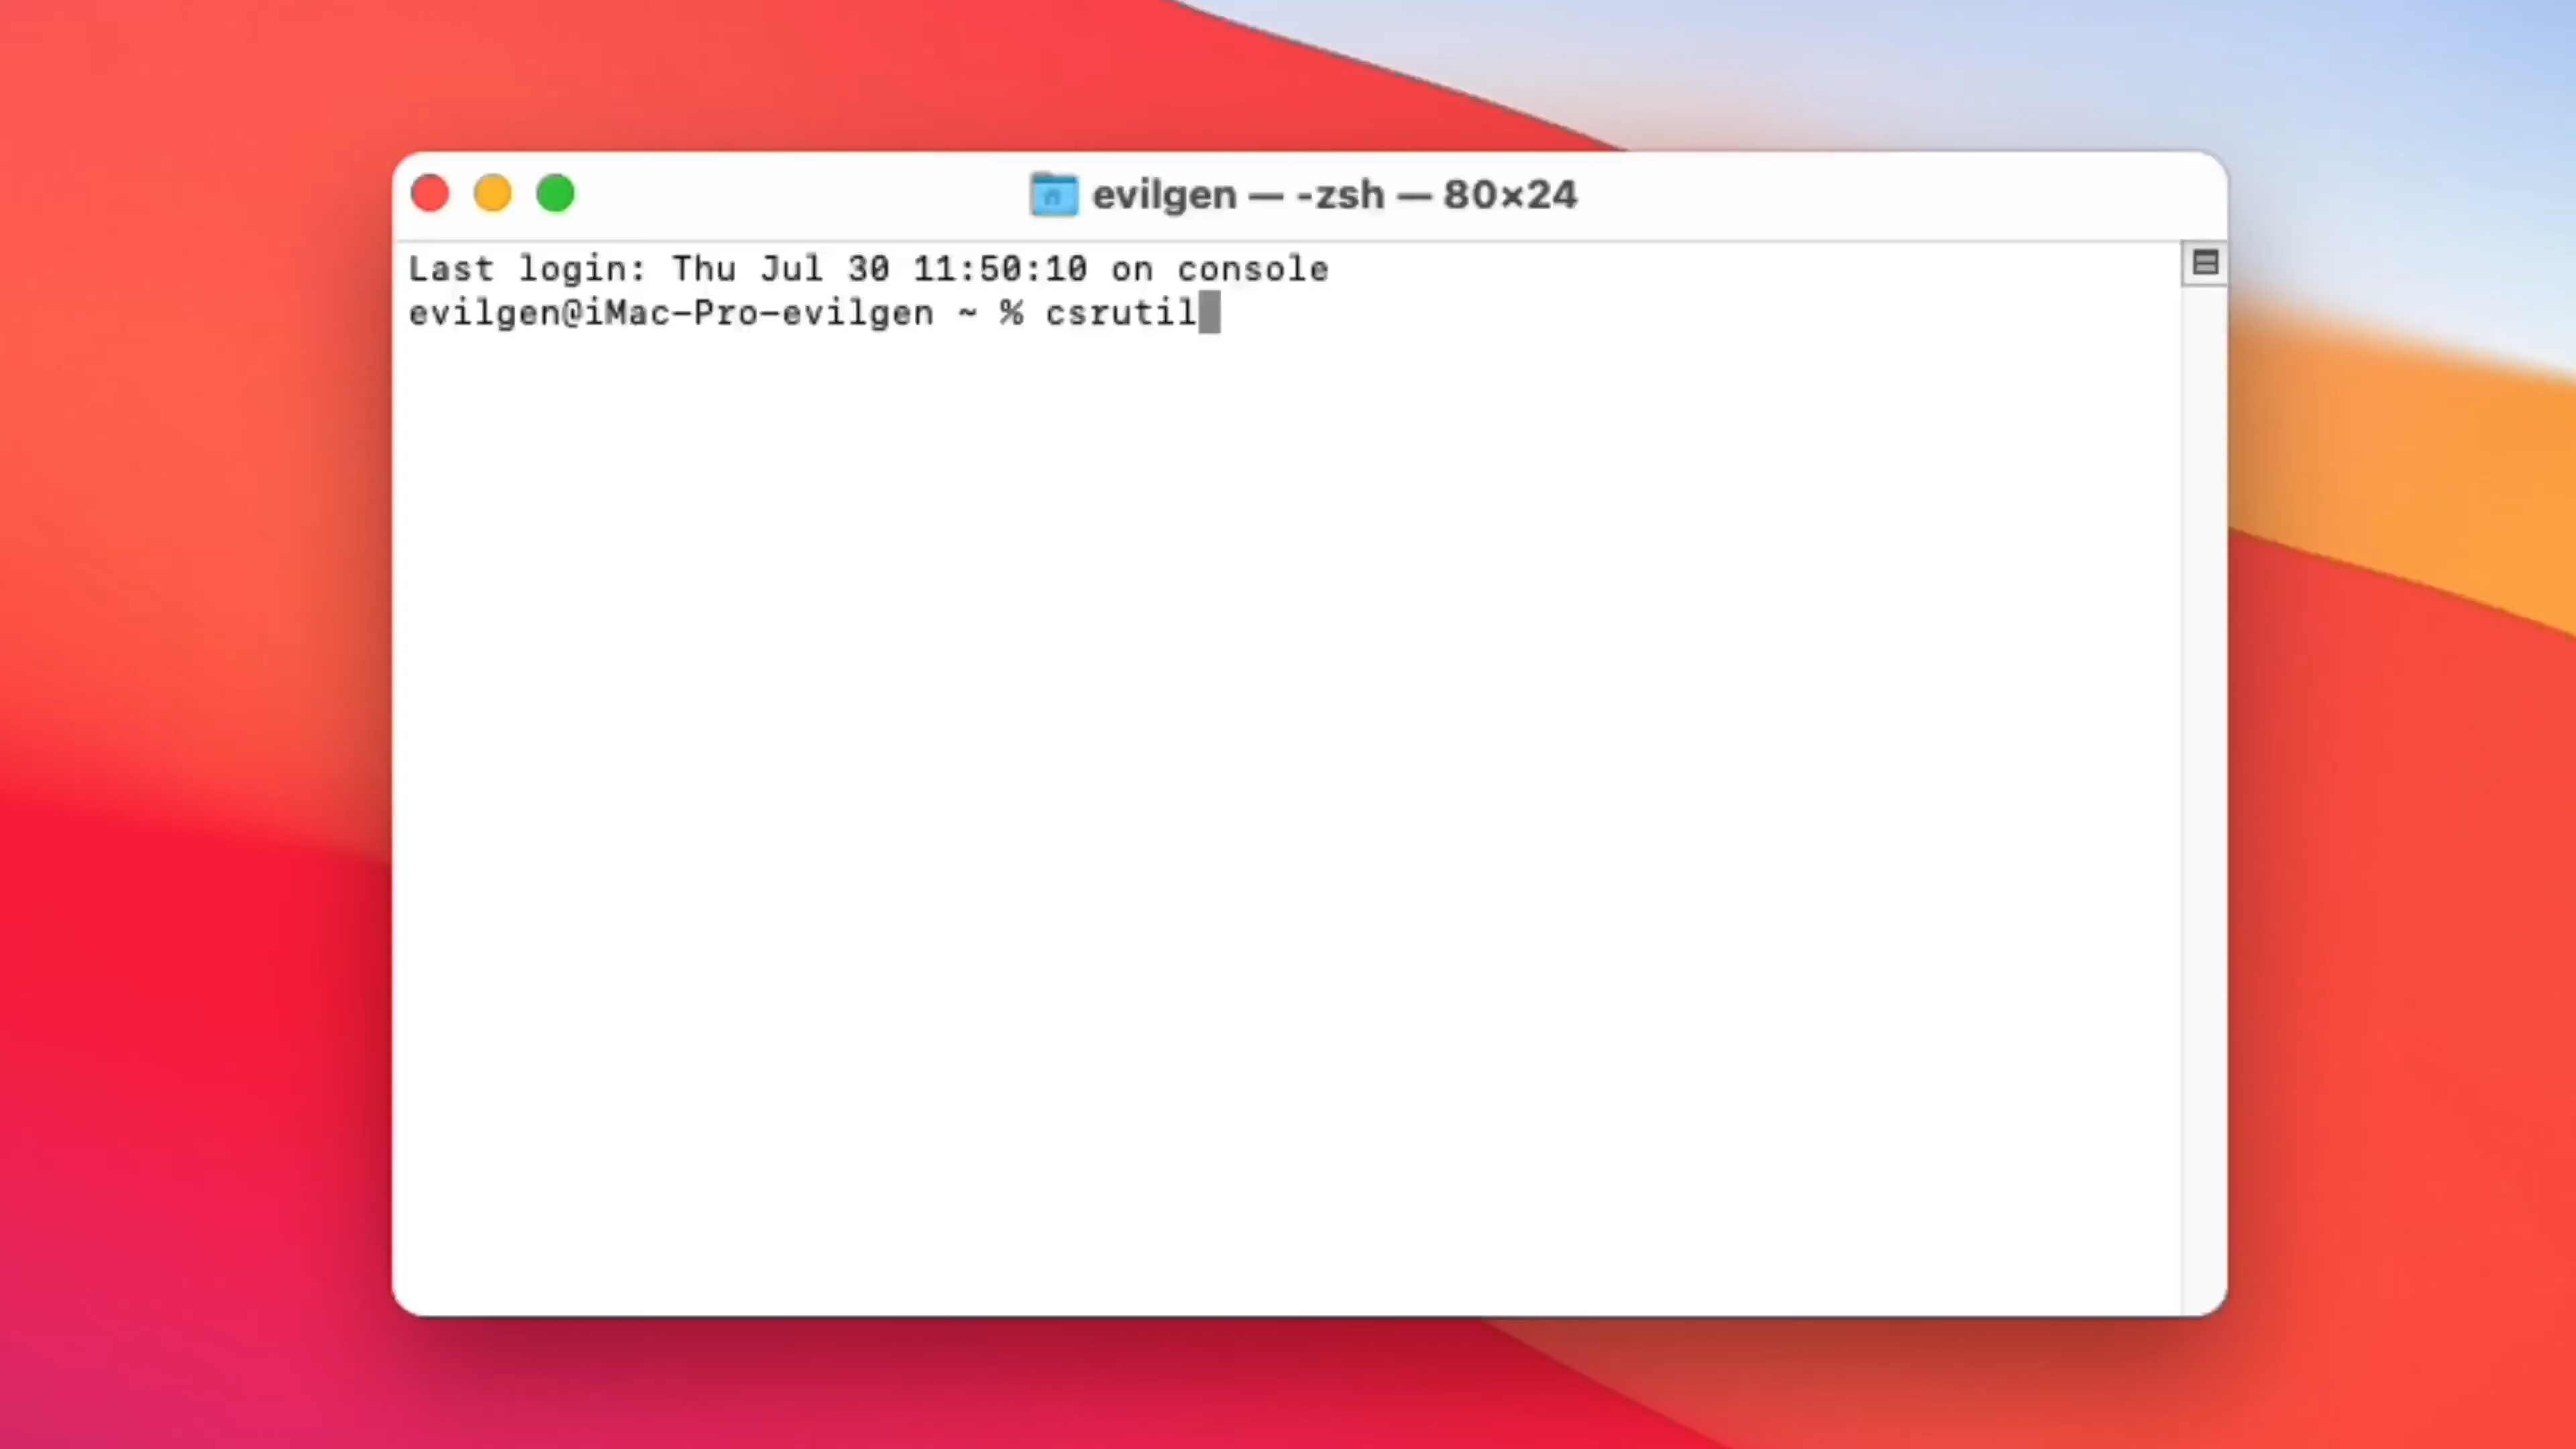 evilgen — -zsh — 80×24
Last login: Thu Jul 30 11:50:10 on console
evilgen@iMac-Pro-evilgen ~ % csrutil